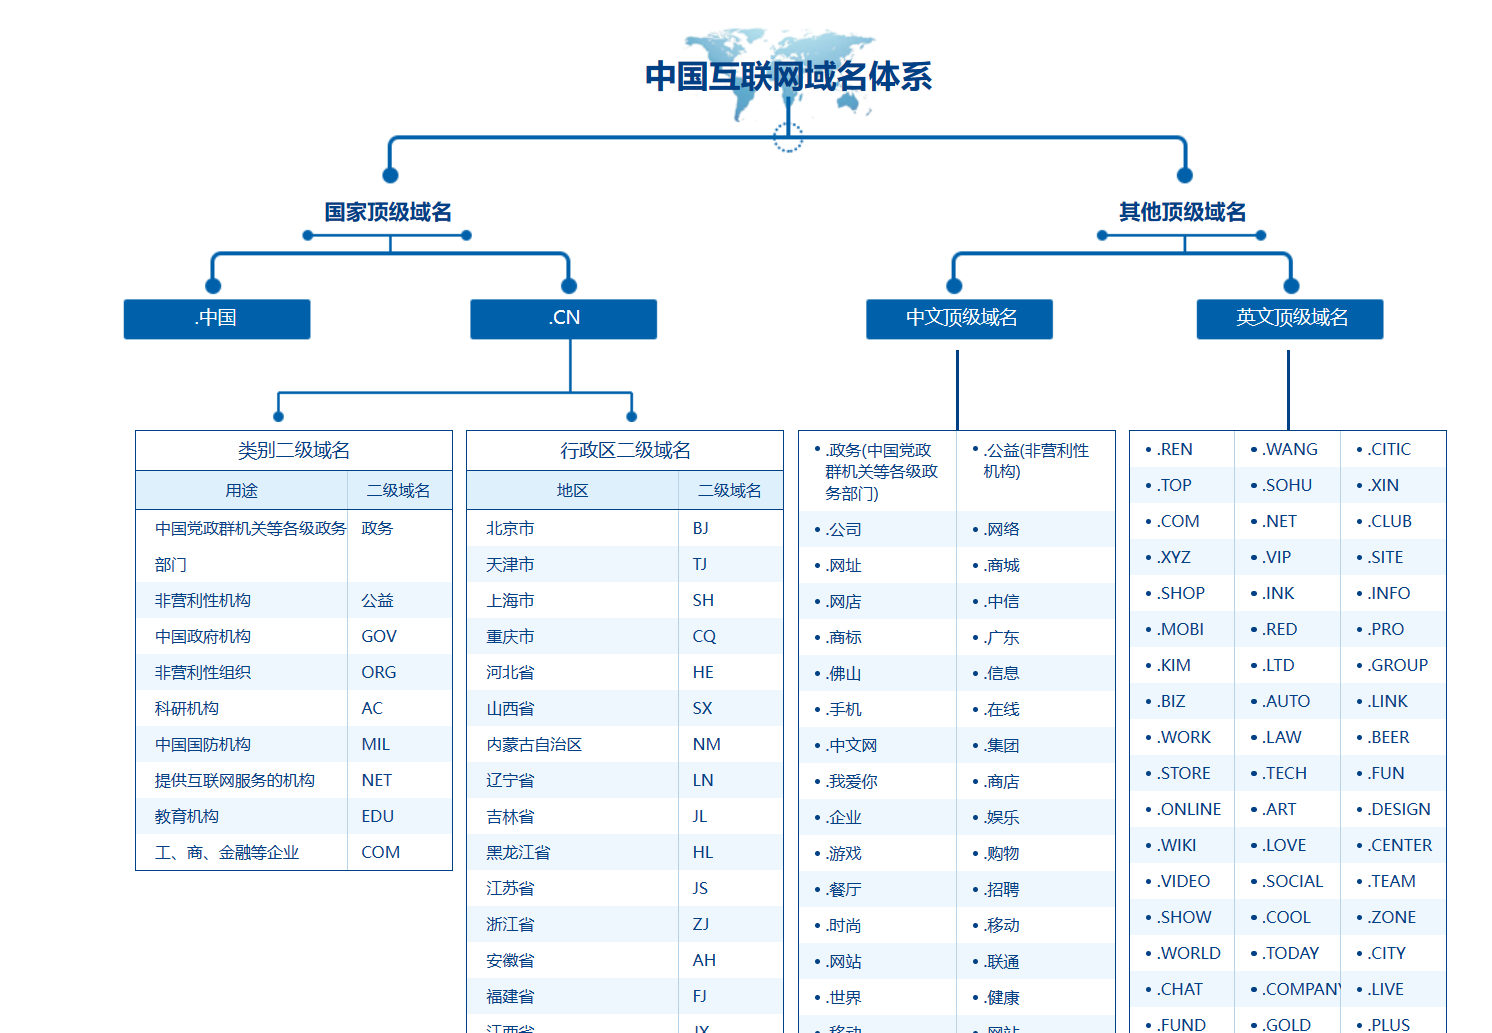 中国互联网域名体系
国家顶级域名
其他顶级域名
.中国
.CN
中文顶级域名
英文顶级域名
类别二级域名
用途 二级域名
中国党政群机关等各级政务部门 政务
非营利性机构 公益
中国政府机构 GOV
非营利性组织 ORG
科研机构 AC
中国国防机构 MIL
提供互联网服务的机构 NET
教育机构 EDU
工、商、金融等企业 COM
行政区二级域名
地区 二级域名
北京市 BJ
天津市 TJ
上海市 SH
重庆市 CQ
河北省 HE
山西省 SX
内蒙古自治区 NM
辽宁省 LN
吉林省 JL
黑龙江省 HL
江苏省 JS
浙江省 ZJ
安徽省 AH
福建省 FJ
江西省 JX
• .政务(中国党政群机关等各级政务部门) • .公益(非营利性机构)
• .公司 • .网络
• .网址 • .商城
• .网店 • .中信
• .商标 • .广东
• .佛山 • .信息
• .手机 • .在线
• .中文网 • .集团
• .我爱你 • .商店
• .企业 • .娱乐
• .游戏 • .购物
• .餐厅 • .招聘
• .时尚 • .移动
• .网站 • .联通
• .世界 • .健康
• .移动 • .网站
• .REN • .WANG • .CITIC
• .TOP • .SOHU • .XIN
• .COM • .NET • .CLUB
• .XYZ • .VIP • .SITE
• .SHOP • .INK • .INFO
• .MOBI • .RED • .PRO
• .KIM • .LTD • .GROUP
• .BIZ • .AUTO • .LINK
• .WORK • .LAW • .BEER
• .STORE • .TECH • .FUN
• .ONLINE • .ART • .DESIGN
• .WIKI • .LOVE • .CENTER
• .VIDEO • .SOCIAL • .TEAM
• .SHOW • .COOL • .ZONE
• .WORLD • .TODAY • .CITY
• .CHAT • .COMPANY • .LIVE
• .FUND • .GOLD • .PLUS